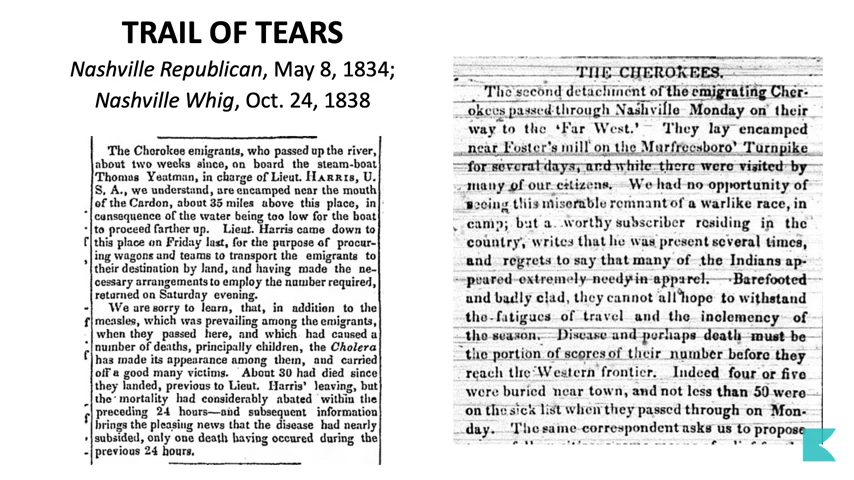 TRAIL OF TEARS
Nashville Republican, May 8, 1834;
Nashville Whig, Oct. 24, 1838
The Cherokee emigrants, who passed up the river,
about two weeks since, on board the steam-boat
Thomas Yeatman, in charge of Lieut. HARRIS, U.
S. A., we understand, are encamped near the mouth
of the Cardon, about 35 miles above this place, in
consequence of the water being too low for the boat
to proceed farther up. Lieut. Harris came down to
this place on Friday last, for the purpose of procur-
ing wagons and teams to transport the emigrants to
their destination by land, and having made the ne-
cessary arrangements to employ the number required,
returned on Saturday evening.
We are sorry to learn, that, in addition to the
measles, which was prevailing among the emigrants,
when they passed here, and which had caused a
number of deaths, principally children, the Cholera
has made its appearance among them, and carried
off a good many victims. About 30 had died since
they landed, previous to Lieut. Harris' leaving, but
the mortality had considerably abated within the
preceding 24 hours—and subsequent information
brings the pleasing news that the disease had nearly
subsided, only one death having occured during the
previous 24 hours.
THE CHEROKEES.
The second detachment of the emigrating Cher-
okees passed through Nashville Monday on their
way to the 'Far West.' They lay encamped
near Foster's mill on the Murfreesboro' Turnpike
for several days, and while there were visited by
many of our citizens. We had no opportunity of
seeing this miserable remnant of a warlike race, in
camp; but a worthy subscriber residing in the
country, writes that he was present several times,
and regrets to say that many of the Indians ap-
peared extremely needy in apparel. Barefooted
and badly clad, they cannot all hope to withstand
the fatigues of travel and the inclemency of
the season. Disease and perhaps death must be
the portion of scores of their number before they
reach the Western frontier. Indeed four or five
were buried near town, and not less than 50 were
on the sick list when they passed through on Mon-
day. The same correspondent asks us to propose